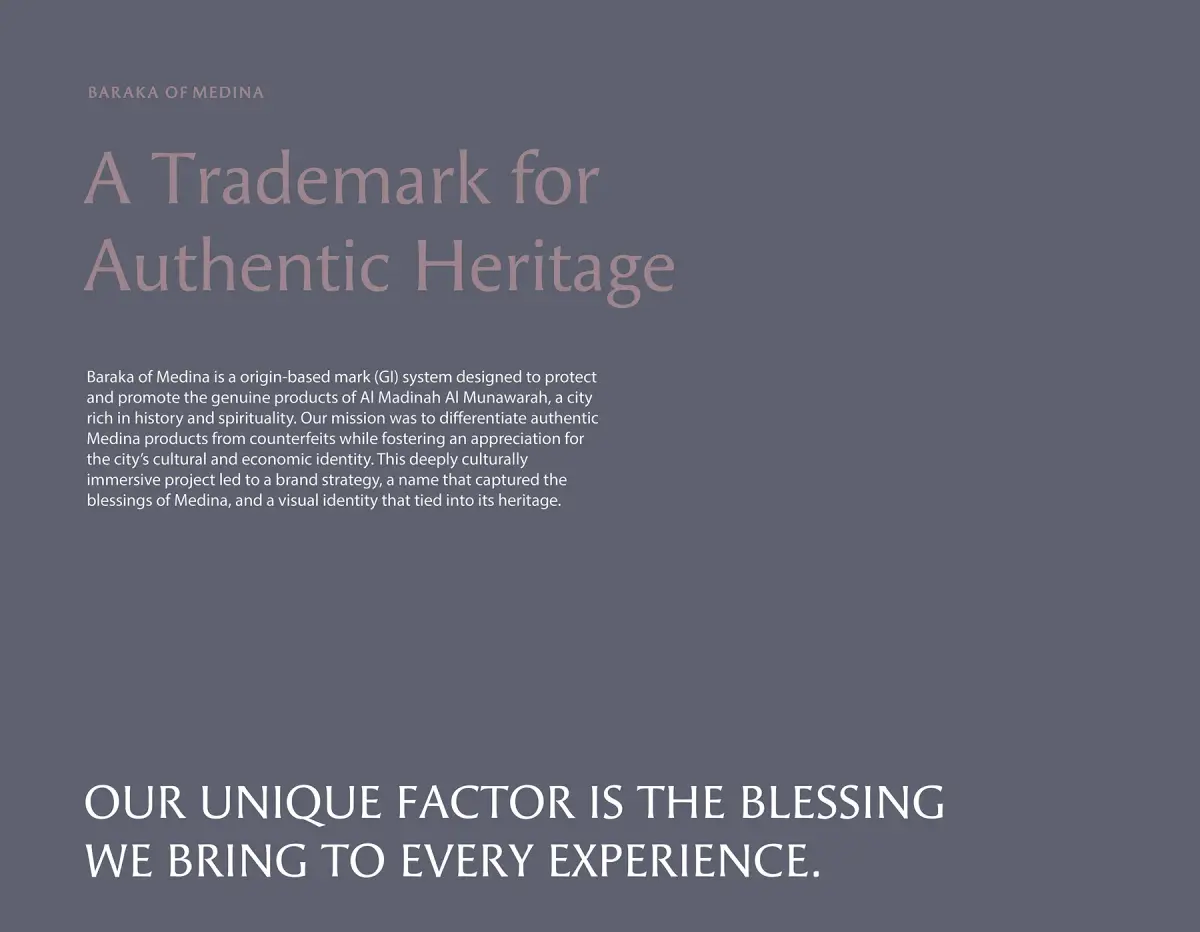 BARAKA OF MEDINA
A Trademark for
Authentic Heritage
Baraka of Medina is a origin-based mark (GI) system designed to protect
and promote the genuine products of Al Madinah Al Munawarah, a city
rich in history and spirituality. Our mission was to differentiate authentic
Medina products from counterfeits while fostering an appreciation for
the city’s cultural and economic identity. This deeply culturally
immersive project led to a brand strategy, a name that captured the
blessings of Medina, and a visual identity that tied into its heritage.
OUR UNIQUE FACTOR IS THE BLESSING
WE BRING TO EVERY EXPERIENCE.